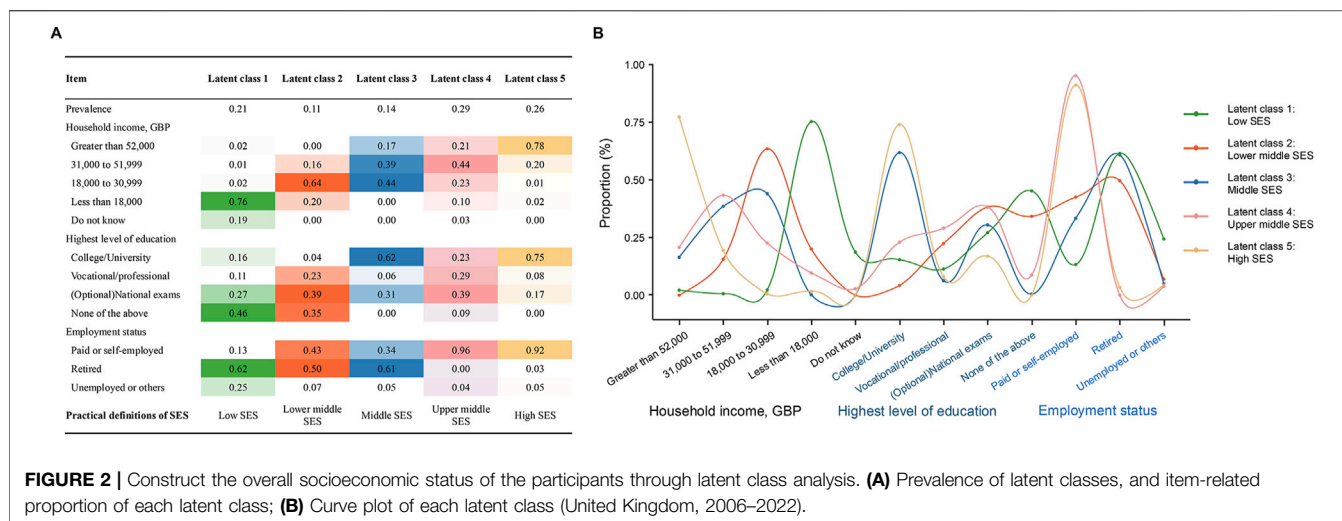 A
Item Latent class 1 Latent class 2 Latent class 3 Latent class 4 Latent class 5
Prevalence 0.21 0.11 0.14 0.29 0.26
Household income, GBP
Greater than 52,000 0.02 0.00 0.17 0.21 0.78
31,000 to 51,999 0.01 0.16 0.39 0.44 0.20
18,000 to 30,999 0.02 0.64 0.44 0.23 0.01
Less than 18,000 0.76 0.20 0.00 0.10 0.02
Do not know 0.19 0.00 0.00 0.03 0.00
Highest level of education
College/University 0.16 0.04 0.62 0.23 0.75
Vocational/professional 0.11 0.23 0.06 0.29 0.08
(Optional)National exams 0.27 0.39 0.31 0.39 0.17
None of the above 0.46 0.35 0.00 0.09 0.00
Employment status
Paid or self-employed 0.13 0.43 0.34 0.96 0.92
Retired 0.62 0.50 0.61 0.00 0.03
Unemployed or others 0.25 0.07 0.05 0.04 0.05
Practical definitions of SES Low SES Lower middle SES Middle SES Upper middle SES High SES
B
Proportion (%)
1.00
0.75
0.50
0.25
0.00
Greater than 52,000
31,000 to 51,999
18,000 to 30,999
Less than 18,000
Do not know
College/University
Vocational/professional
(Optional)National exams
None of the above
Paid or self-employed
Retired
Unemployed or others
Household income, GBP Highest level of education Employment status
Latent class 1:
Low SES
Latent class 2:
Lower middle SES
Latent class 3:
Middle SES
Latent class 4:
Upper middle SES
Latent class 5:
High SES
FIGURE 2 | Construct the overall socioeconomic status of the participants through latent class analysis. (A) Prevalence of latent classes, and item-related
proportion of each latent class; (B) Curve plot of each latent class (United Kingdom, 2006–2022).